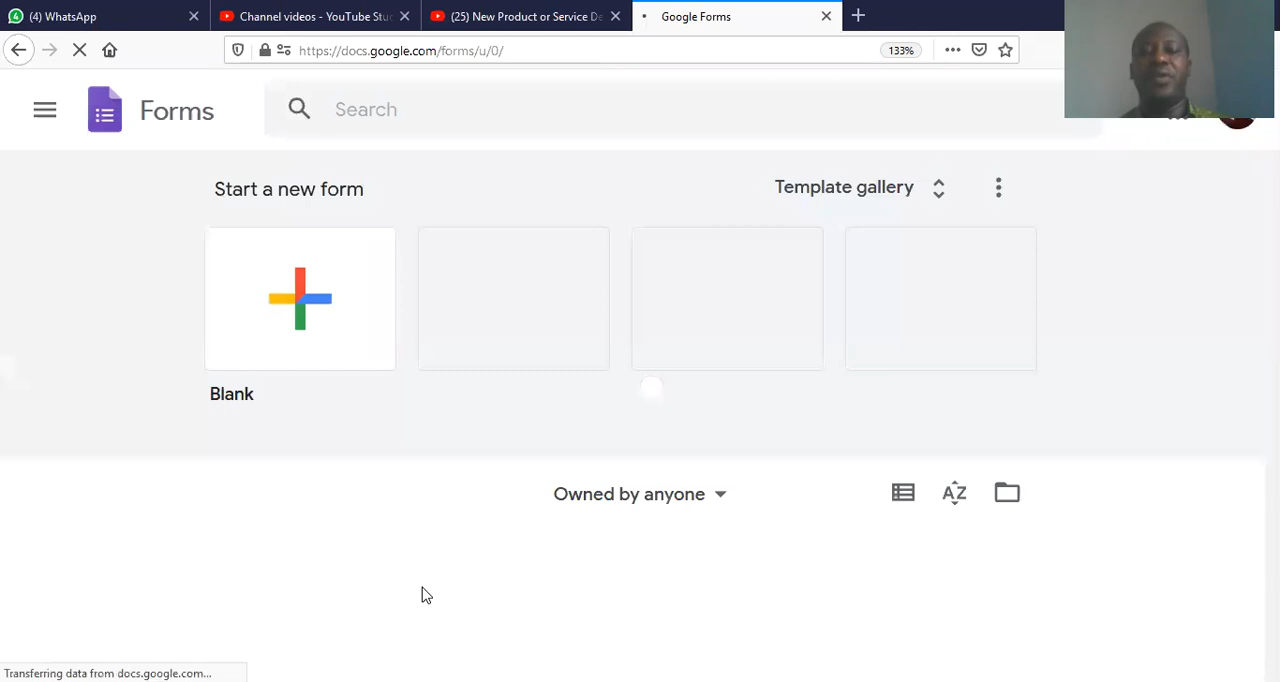 (4) WhatsApp
Channel videos - YouTube Stu
(25) New Product or Service De
Google Forms
https://docs.google.com/forms/u/0/
133%
Forms
Search
Start a new form
Template gallery
Blank
Owned by anyone
AZ
Transferring data from docs.google.com...